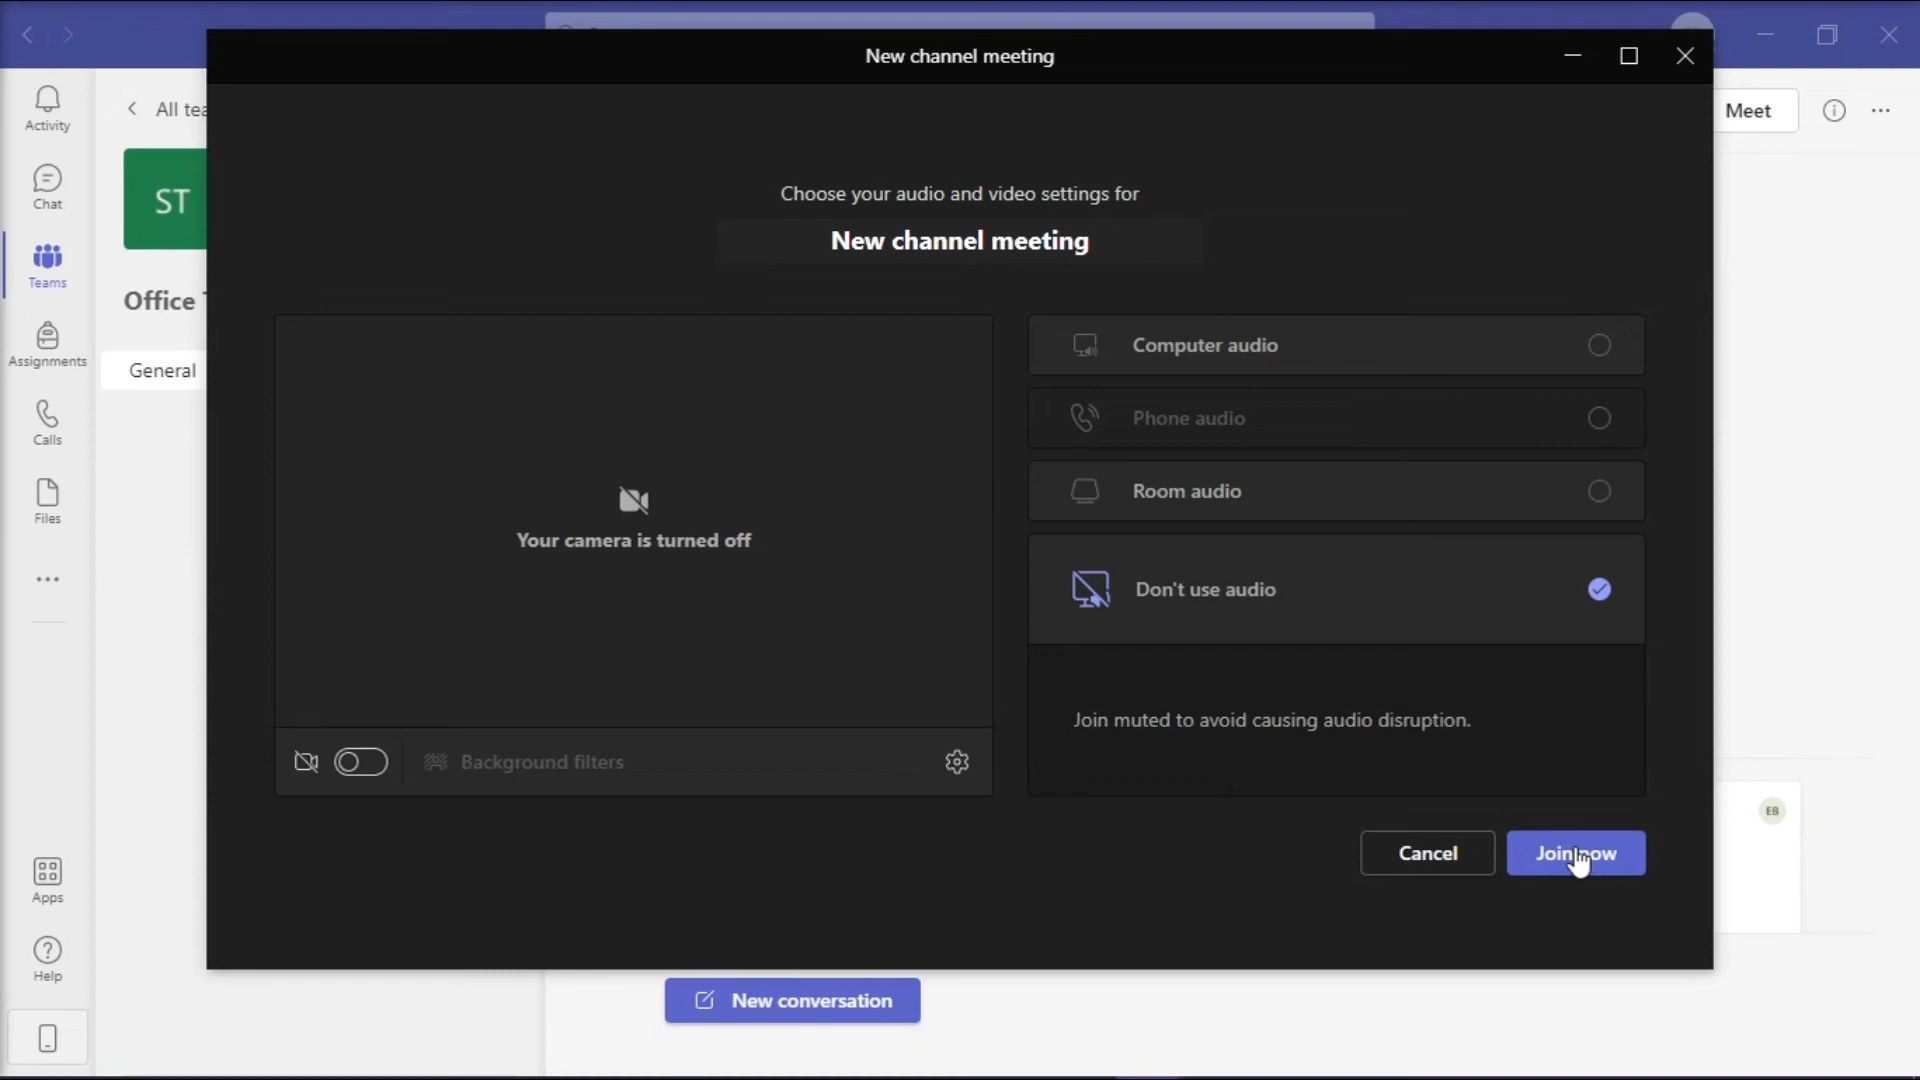 New channel meeting
Activity
Chat
Teams
Assignments
Calls
Files
Apps
Help
All
ST
Office
General
Meet
Choose your audio and video settings for
New channel meeting
Your camera is turned off
Background filters
Computer audio
Phone audio
Room audio
Don't use audio
Join muted to avoid causing audio disruption.
Cancel
Join now
EB
New conversation